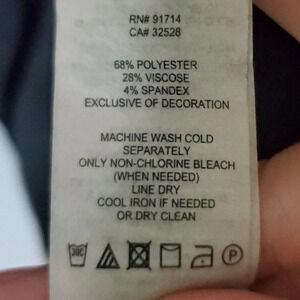 RN# 91714
CA# 32528
68% POLYESTER
28% VISCOSE
4% SPANDEX
EXCLUSIVE OF DECORATION
MACHINE WASH COLD
SEPARATELY
ONLY NON-CHLORINE BLEACH
(WHEN NEEDED)
LINE DRY
COOL IRON IF NEEDED
OR DRY CLEAN
30C P